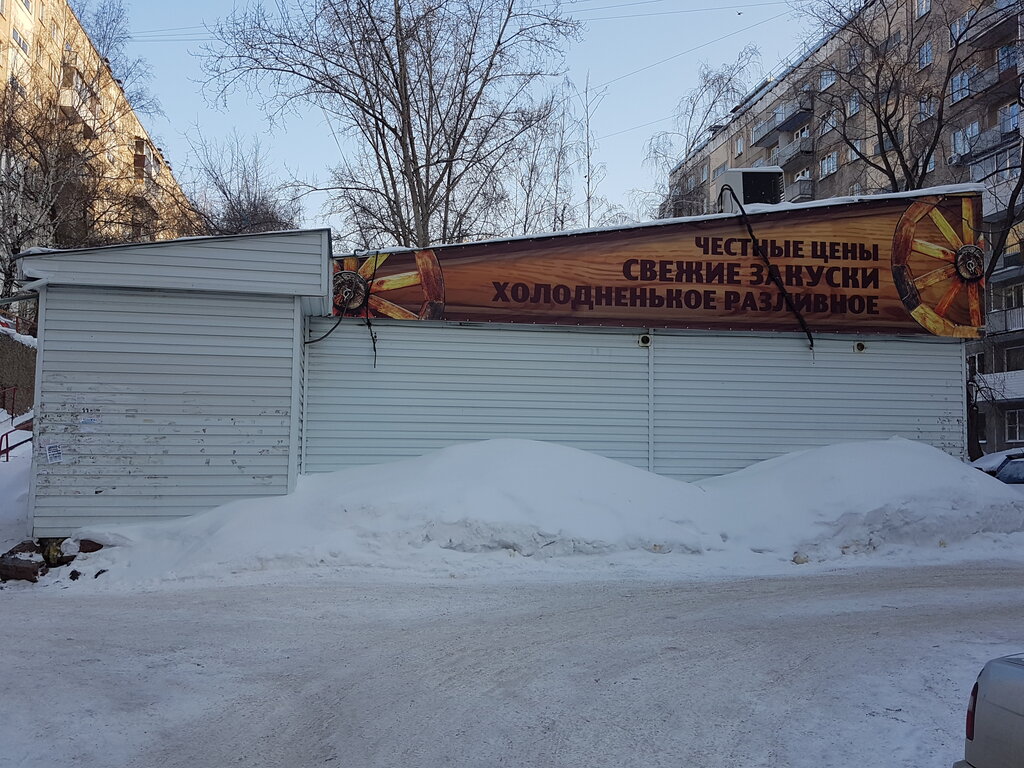 ЧЕСТНЫЕ ЦЕНЫ
СВЕЖИЕ ЗАКУСКИ
ХОЛОДНЕНЬКОЕ РАЗЛИВНОЕ